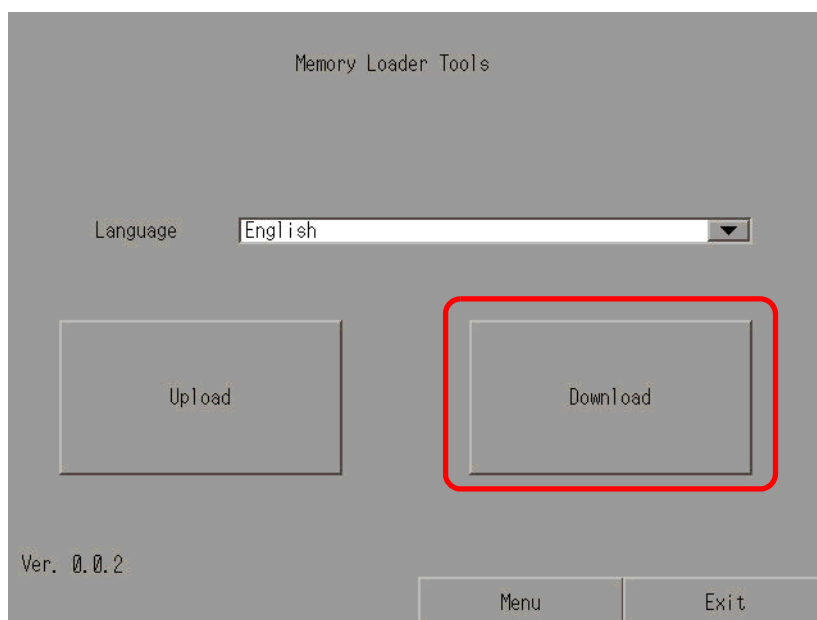 Memory Loader Tools
Language English
Upload Download
Ver. 0.0.2
Menu Exit